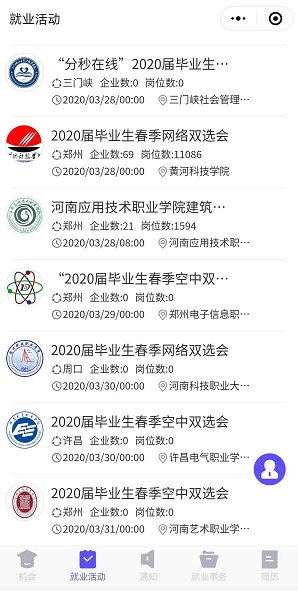 就业活动
“分秒在线”2020届毕业生…
三门峡 企业数:0 岗位数:0
2020/03/28/00:00 三门峡社会管理…
2020届毕业生春季网络双选会
郑州 企业数:69 岗位数:11086
2020/03/28/00:00 黄河科技学院
河南应用技术职业学院建筑…
郑州 企业数:21 岗位数:1594
2020/03/28/08:00 河南应用技术职…
“2020届毕业生春季空中双…
郑州 企业数:0 岗位数:0
2020/03/29/00:00 郑州电子信息职…
2020届毕业生春季网络双选会
周口 企业数:0 岗位数:0
2020/03/30/00:00 河南科技职业大…
2020届毕业生春季空中双选会
许昌 企业数:0 岗位数:0
2020/03/30/00:00 许昌电气职业学…
2020届毕业生春季空中双选会
郑州 企业数:0 岗位数:0
2020/03/31/00:00 河南艺术职业学…
机会 就业活动 通知 就业事务 简历